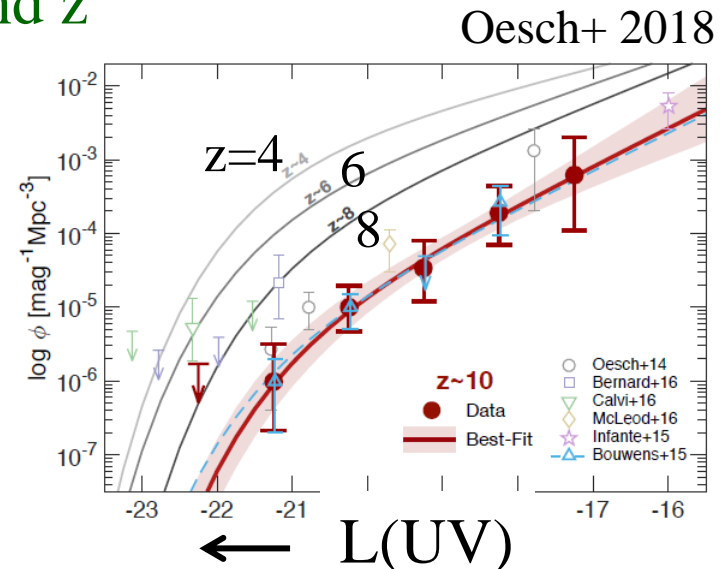 nd z
Oesch+ 2018
10-2
10-3
10-4
10-5
10-6
10-7
log ϕ [mag-1Mpc-3]
z=4
z~4
6
z~6
8
z~8
z~10
Data
Best-Fit
Oesch+14
Bernard+16
Calvi+16
McLeod+16
Infante+15
Bouwens+15
-23 -22 -21 -17 -16
← L(UV)